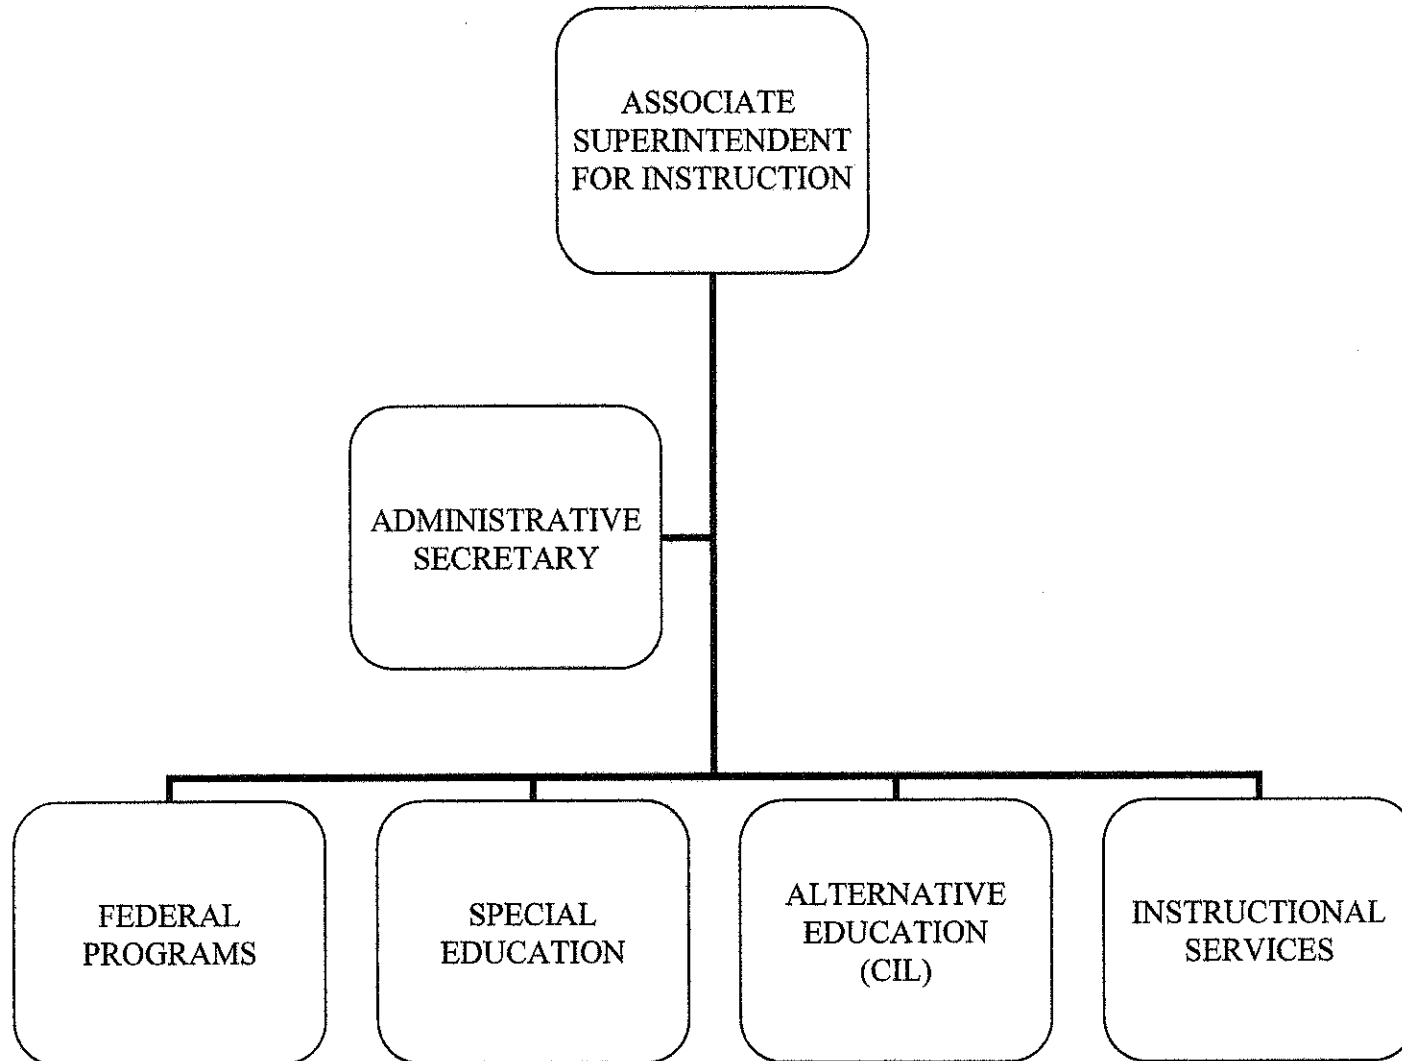 ASSOCIATE
SUPERINTENDENT
FOR INSTRUCTION
ADMINISTRATIVE
SECRETARY
FEDERAL
PROGRAMS
SPECIAL
EDUCATION
ALTERNATIVE
EDUCATION
(CIL)
INSTRUCTIONAL
SERVICES